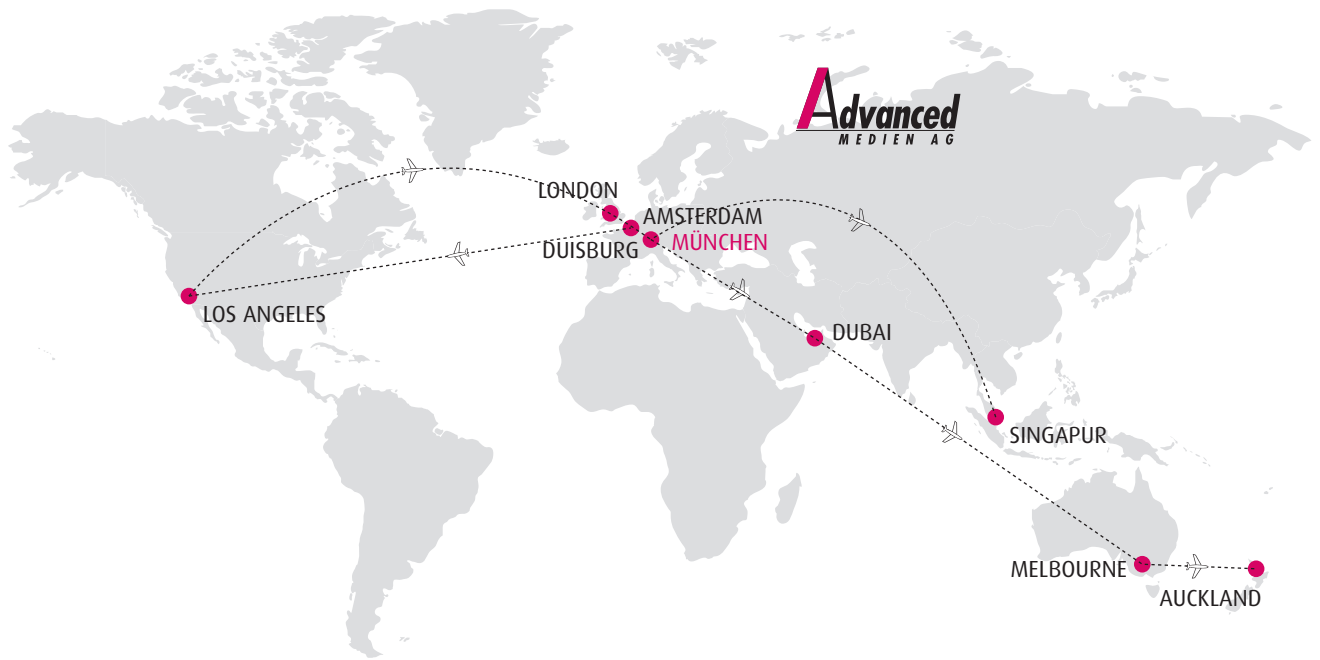 Advanced
MEDIEN AG
LONDON
AMSTERDAM
DUISBURG
MÜNCHEN
LOS ANGELES
DUBAI
SINGAPUR
MELBOURNE
AUCKLAND